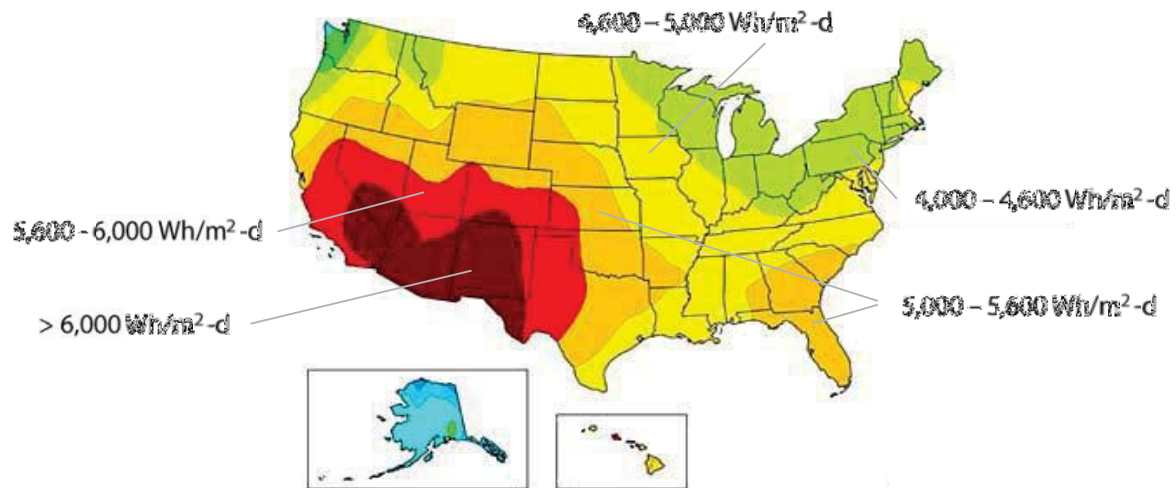 4,600 – 5,000 Wh/m²-d
4,000 – 4,600 Wh/m²-d
5,600 - 6,000 Wh/m²-d
> 6,000 Wh/m²-d
5,000 – 5,600 Wh/m²-d